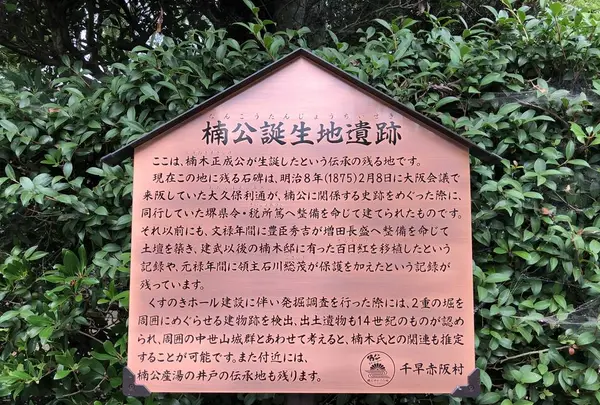 なんこうたんじょうちいせき
楠公誕生地遺跡
ここは、楠木正成公が生誕したという伝承の残る地です。
現在この地に残る石碑は、明治8年(1875)2月8日に大阪会議で
来阪していた大久保利通が、楠公に関係する史跡をめぐった際に、
同行していた堺県令・税所篤へ整備を命じて建てられたものです。
それ以前にも、文禄年間に豊臣秀吉が増田長盛へ整備を命じて
土壇を築き、建武以後の楠木邸に有った百日紅を移植したという
記録や、元禄年間に領主石川総茂が保護を加えたという記録が
残っています。
くすのきホール建設に伴い発掘調査を行った際には、2重の堀を
周囲にめぐらせる建物跡を検出、出土遺物も14世紀のものが認め
られ、周囲の中世山城群とあわせて考えると、楠木氏との関連も推定
することが可能です。また付近には、
楠公産湯の井戸の伝承地も残ります。
千早赤阪村